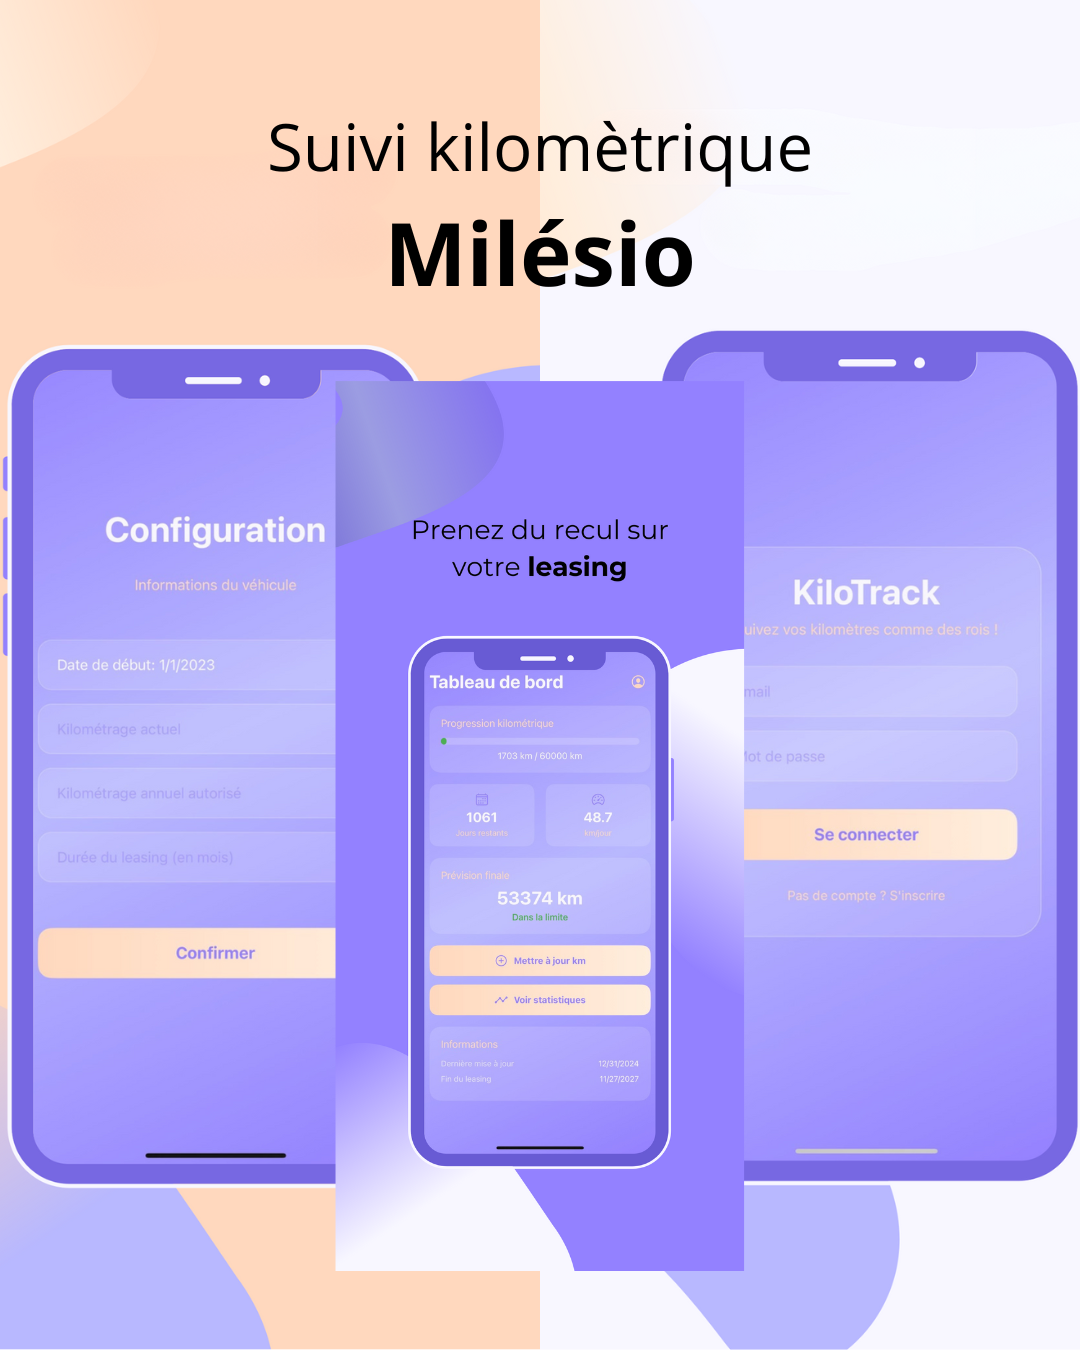 Suivi kilomètrique
Milésio
Configuration
Informations du véhicule
Date de début: 1/1/2023
Kilométrage actuel
Kilométrage annuel autorisé
Durée du leasing (en mois)
Confirmer
Prenez du recul sur
votre leasing
Tableau de bord
Progression kilométrique
1703 km / 60000 km
1061
Jours restants
48.7
km/jour
Prévision finale
53374 km
Dans la limite
Mettre à jour km
Voir statistiques
Informations
Dernière mise à jour 12/31/2024
Fin du leasing 11/27/2027
KiloTrack
uivez vos kilomètres comme des rois !
mail
Mot de passe
Se connecter
Pas de compte ? S'inscrire